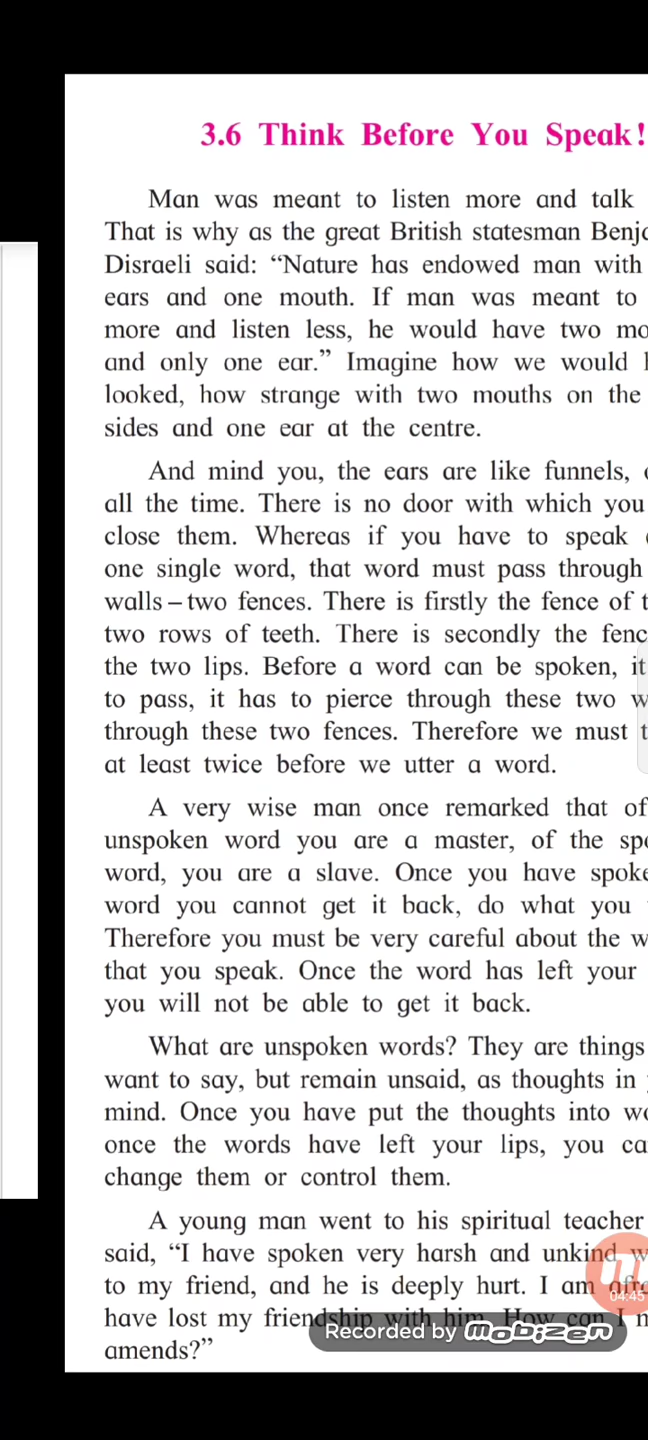 3.6 Think Before You Speak!
Man was meant to listen more and talk
That is why as the great British statesman
Disraeli said: “Nature has endowed man with
ears and one mouth. If man was meant to
more and listen less, he would have two
and only one ear.” Imagine how we would
looked, how strange with two mouths on the
sides and one ear at the centre.
And mind you, the ears are like funnels,
all the time. There is no door with which you
close them. Whereas if you have to speak
one single word, that word must pass through
walls – two fences. There is firstly the fence of
two rows of teeth. There is secondly the
the two lips. Before a word can be spoken, it
to pass, it has to pierce through these two
through these two fences. Therefore we must
at least twice before we utter a word.
A very wise man once remarked that of
unspoken word you are a master, of the
word, you are a slave. Once you have
word you cannot get it back, do what you
Therefore you must be very careful about the
that you speak. Once the word has left your
you will not be able to get it back.
What are unspoken words? They are things
want to say, but remain unsaid, as thoughts in
mind. Once you have put the thoughts into
once the words have left your lips, you
change them or control them.
A young man went to his spiritual teacher
said, “I have spoken very harsh and unkind
to my friend, and he is deeply hurt. I am
04:45
have lost my friendship with him. How can I
Recorded by mobizen
amends?”